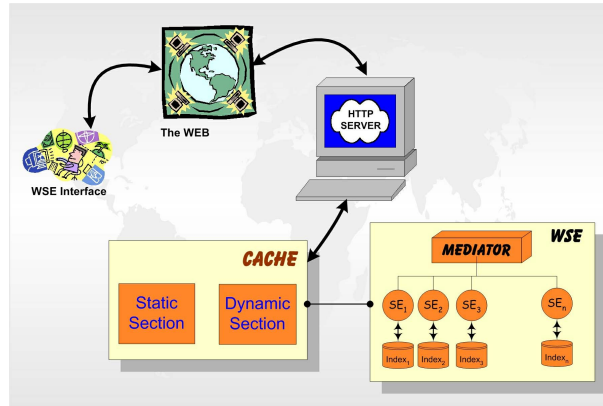 The WEB
HTTP
SERVER
WSE Interface
CACHE
Static
Section
Dynamic
Section
WSE
MEDIATOR
SE1 SE2 SE3 SEn
Index1 Index2 Index3 Indexn